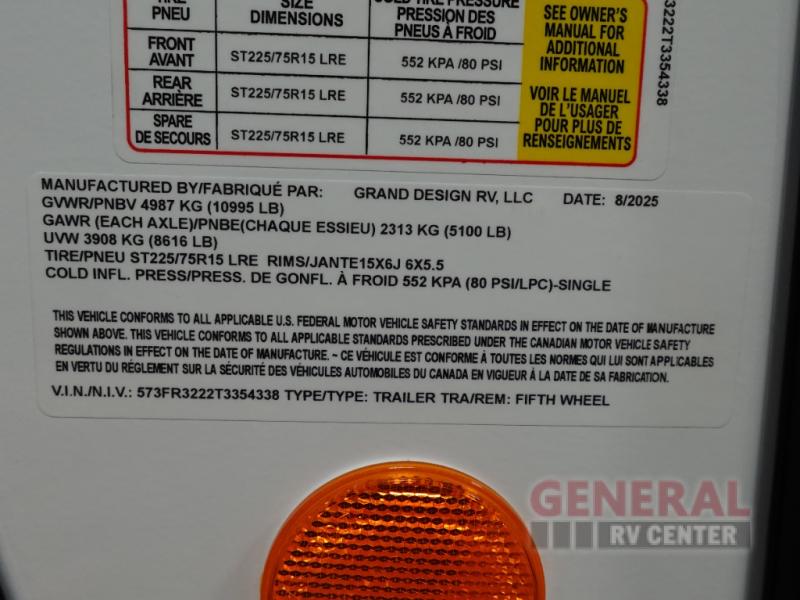 TIRE SIZE COLD TIRE PRESSURE
PNEU DIMENSIONS PRESSION DES
PNEUS À FROID
FRONT
AVANT ST225/75R15 LRE 552 KPA /80 PSI
REAR
ARRIÈRE ST225/75R15 LRE 552 KPA /80 PSI
SPARE
DE SECOURS ST225/75R15 LRE 552 KPA /80 PSI
SEE OWNER'S
MANUAL FOR
ADDITIONAL
INFORMATION
VOIR LE MANUEL
DE L'USAGER
POUR PLUS DE
RENSEIGNEMENTS
3222T3354338
MANUFACTURED BY/FABRIQUÉ PAR: GRAND DESIGN RV, LLC DATE: 8/2025
GVWR/PNBV 4987 KG (10995 LB)
GAWR (EACH AXLE)/PNBE(CHAQUE ESSIEU) 2313 KG (5100 LB)
UVW 3908 KG (8616 LB)
TIRE/PNEU ST225/75R15 LRE RIMS/JANTE15X6J 6X5.5
COLD INFL. PRESS/PRESS. DE GONFL. À FROID 552 KPA (80 PSI/LPC)-SINGLE
THIS VEHICLE CONFORMS TO ALL APPLICABLE U.S. FEDERAL MOTOR VEHICLE SAFETY STANDARDS IN EFFECT ON THE DATE OF MANUFACTURE
SHOWN ABOVE. THIS VEHICLE CONFORMS TO ALL APPLICABLE STANDARDS PRESCRIBED UNDER THE CANADIAN MOTOR VEHICLE SAFETY
REGULATIONS IN EFFECT ON THE DATE OF MANUFACTURE. ~ CE VÉHICULE EST CONFORME À TOUTES LES NORMES QUI LUI SONT APPLICABLES
EN VERTU DU RÉGLEMENT SUR LA SÉCURITÉ DES VÉHICULES AUTOMOBILES DU CANADA EN VIGUEUR À LA DATE DE SA FABRICATION.
V.I.N./N.I.V.: 573FR3222T3354338 TYPE/TYPE: TRAILER TRA/REM: FIFTH WHEEL
GENERAL
RV CENTER